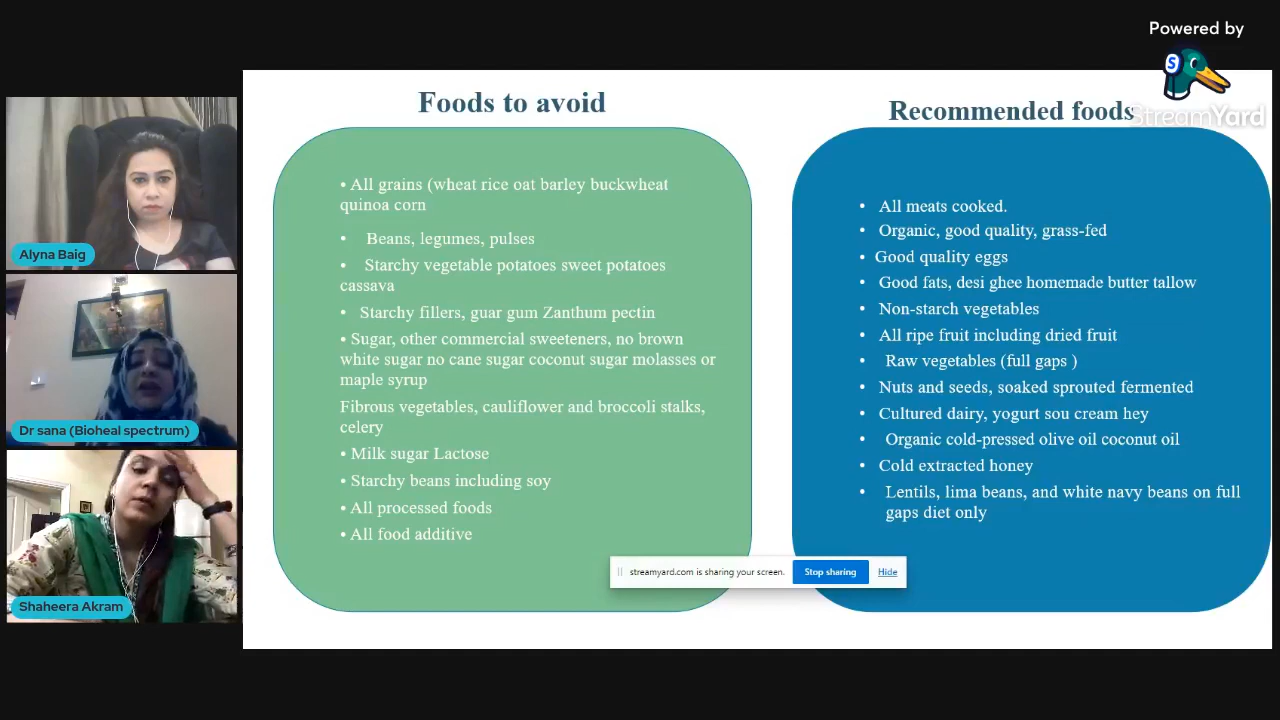 Powered by
StreamYard
Foods to avoid
• All grains (wheat rice oat barley buckwheat
quinoa corn
• Beans, legumes, pulses
• Starchy vegetable potatoes sweet potatoes
cassava
• Starchy fillers, guar gum Zanthum pectin
• Sugar, other commercial sweeteners, no brown
white sugar no cane sugar coconut sugar molasses or
maple syrup
Fibrous vegetables, cauliflower and broccoli stalks,
celery
• Milk sugar Lactose
• Starchy beans including soy
• All processed foods
• All food additive
Recommended foods
• All meats cooked.
• Organic, good quality, grass-fed
• Good quality eggs
• Good fats, desi ghee homemade butter tallow
• Non-starch vegetables
• All ripe fruit including dried fruit
• Raw vegetables (full gaps )
• Nuts and seeds, soaked sprouted fermented
• Cultured dairy, yogurt sou cream hey
• Organic cold-pressed olive oil coconut oil
• Cold extracted honey
• Lentils, lima beans, and white navy beans on full
gaps diet only
streamyard.com is sharing your screen.
Stop sharing
Hide
Alyna Baig
Dr sana (Bioheal spectrum)
Shaheera Akram